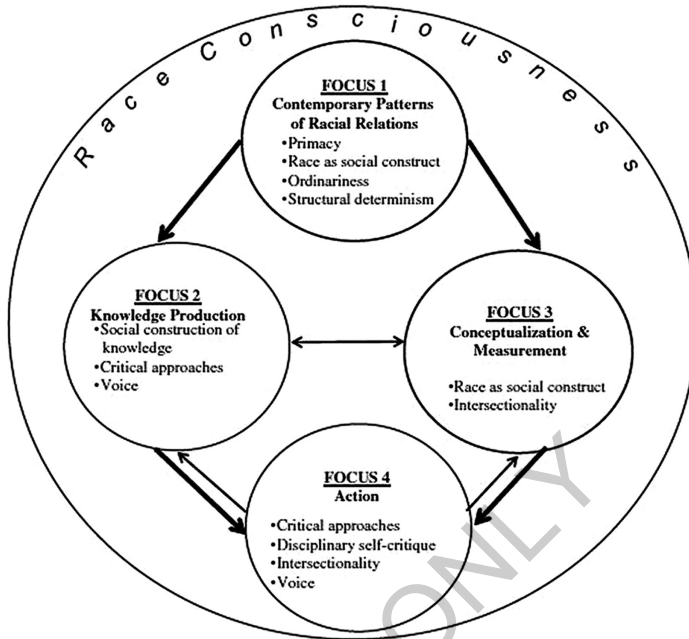 Race Consciousness
FOCUS 1
Contemporary Patterns
of Racial Relations
•Primacy
•Race as social construct
•Ordinariness
•Structural determinism
FOCUS 2
Knowledge Production
•Social construction of
knowledge
•Critical approaches
•Voice
FOCUS 3
Conceptualization &
Measurement
•Race as social construct
•Intersectionality
FOCUS 4
Action
•Critical approaches
•Disciplinary self-critique
•Intersectionality
•Voice
ONLY